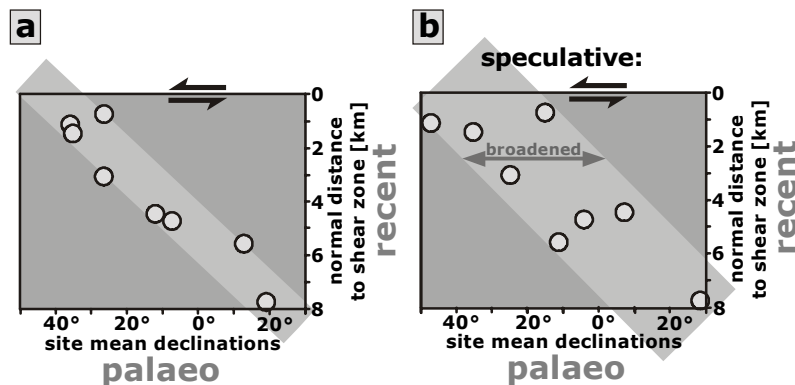 a
0
2
4
6
8
normal distance
to shear zone [km]
recent
40° 20° 0° 20°
site mean declinations
palaeo
b
speculative:
broadened
0
2
4
6
8
normal distance
to shear zone [km]
recent
40° 20° 0° 20°
site mean declinations
palaeo